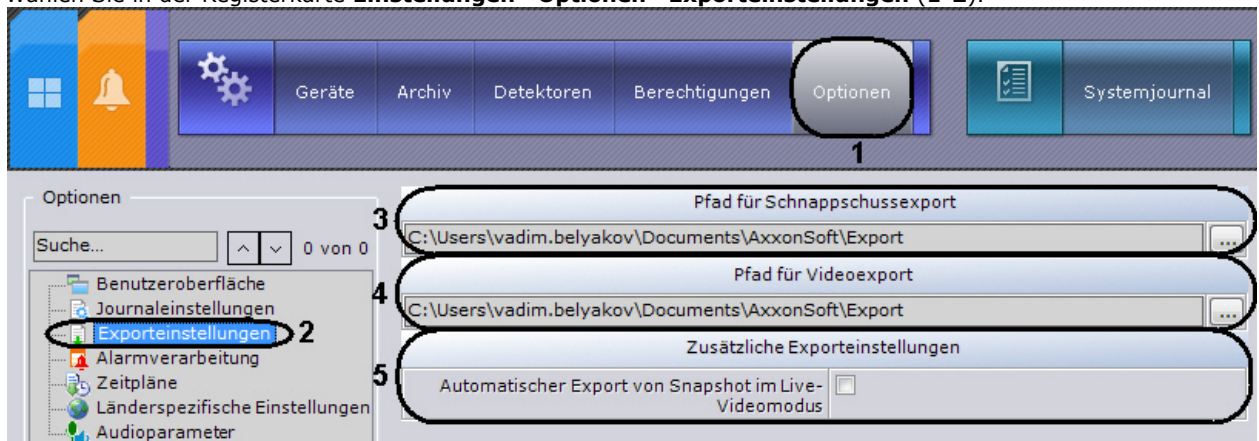 Wählen Sie in der Registerkarte Einstellungen - Optionen - Exporteinstellungen (1-2).
Geräte Archiv Detektoren Berechtigungen Optionen Systemjournal
1
Optionen
Suche... 0 von 0
Benutzeroberfläche
Journaleinstellungen
Exporteinstellungen 2
Alarmverarbeitung
Zeitpläne
Länderspezifische Einstellungen
Audioparameter
3 Pfad für Schnappschussexport
C:\Users\vadim.belyakov\Documents\AxxonSoft\Export ...
4 Pfad für Videoexport
C:\Users\vadim.belyakov\Documents\AxxonSoft\Export ...
5 Zusätzliche Exporteinstellungen
Automatischer Export von Snapshot im Live-
Videomodus